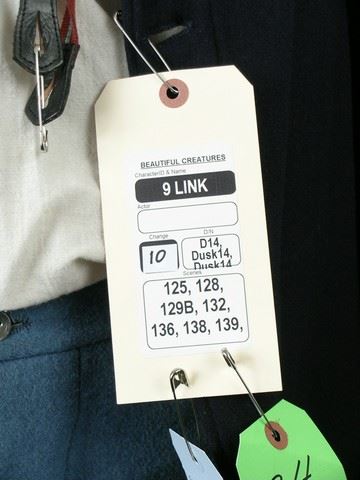 BEAUTIFUL CREATURES
CharacterID & Name
9 LINK
Actor
Change
D/N
10
D14,
Dusk14,
Dusk14
Scenes
125, 128,
129B, 132,
136, 138, 139,